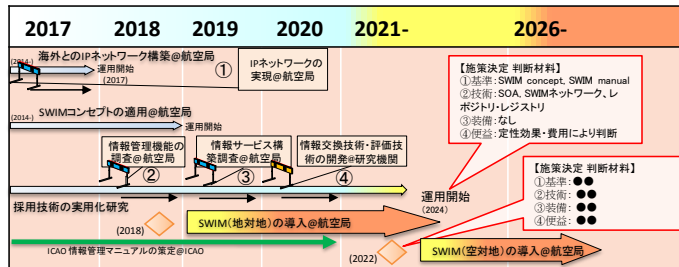 2017 2018 2019 2020 2021- 2026-
海外とのIPネットワーク構築@航空局
(2014-)
運用開始
(2017)
①
IPネットワークの
実現@航空局
SWIMコンセプトの適用@航空局
(2014-)
運用開始
【施策決定 判断材料】
①基準：SWIM concept, SWIM manual
②技術：SOA, SWIMネットワーク、レ
ポジトリ・レジストリ
③装備：なし
④便益：定性効果・費用により判断
情報管理機能の
調査@航空局
②
情報サービス構
築調査@航空局
③
情報交換技術・評価技
術の開発@研究機関
④
採用技術の実用化研究
運用開始
(2024)
【施策決定 判断材料】
①基準：●●
②技術：●●
③装備：●●
④便益：●●
(2018)
SWIM(地対地)の導入@航空局
ICAO 情報管理マニュアルの策定@ICAO
(2022)
SWIM(空対地)の導入@航空局